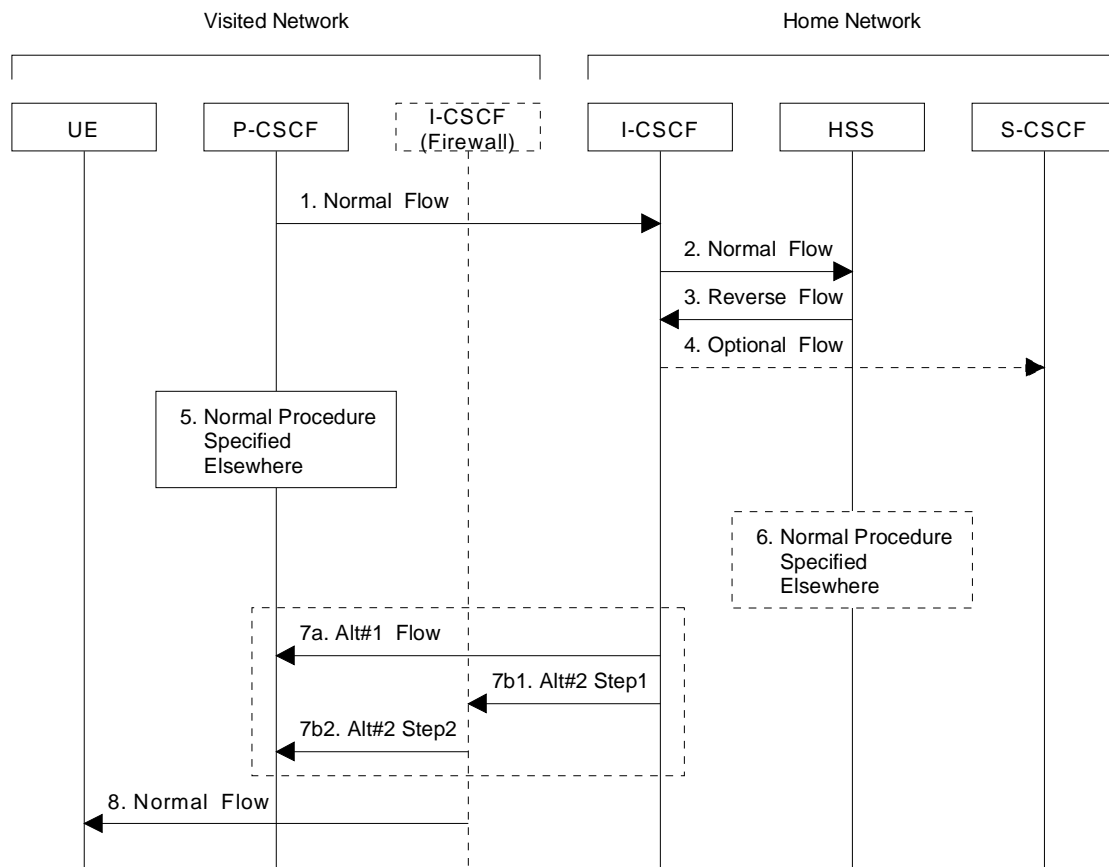 Visited Network
Home Network
UE
P-CSCF
I-CSCF
(Firewall)
I-CSCF
HSS
S-CSCF
1. Normal Flow
2. Normal Flow
3. Reverse Flow
4. Optional Flow
5. Normal Procedure
Specified
Elsewhere
6. Normal Procedure
Specified
Elsewhere
7a. Alt#1 Flow
7b1. Alt#2 Step1
7b2. Alt#2 Step2
8. Normal Flow